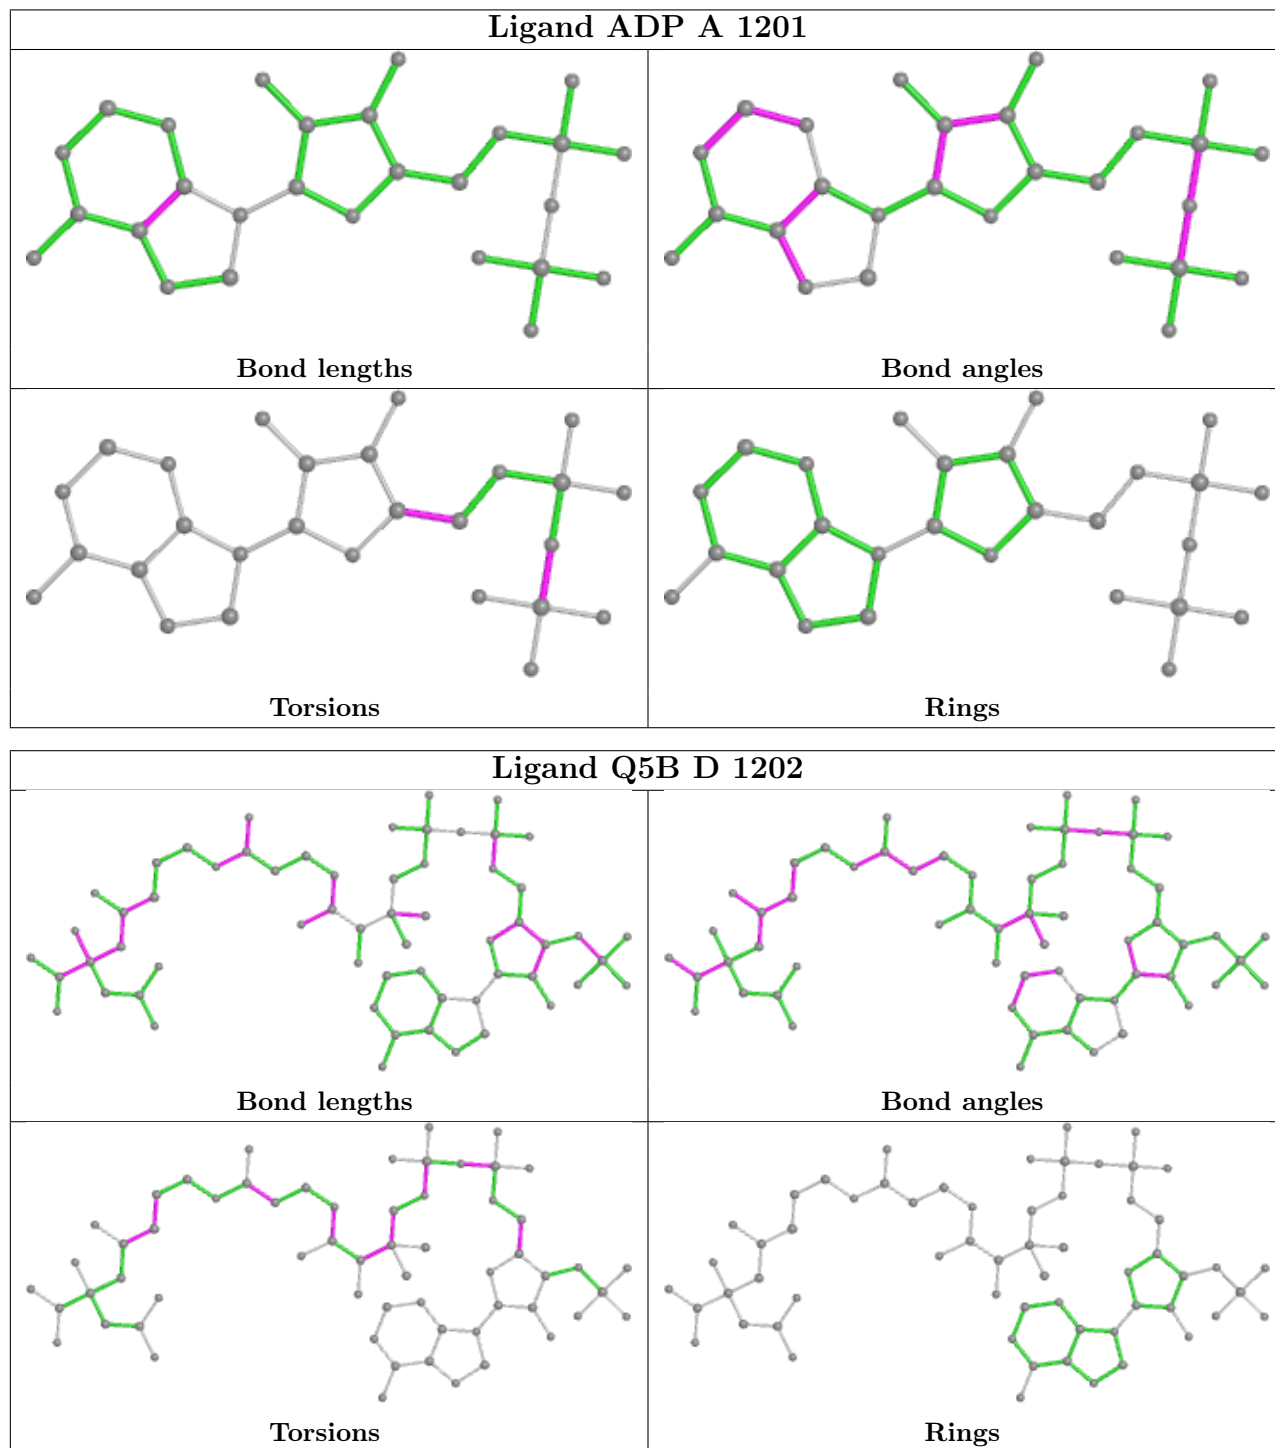 Ligand ADP A 1201
Bond lengths
Bond angles
Torsions
Rings
Ligand Q5B D 1202
Bond lengths
Bond angles
Torsions
Rings